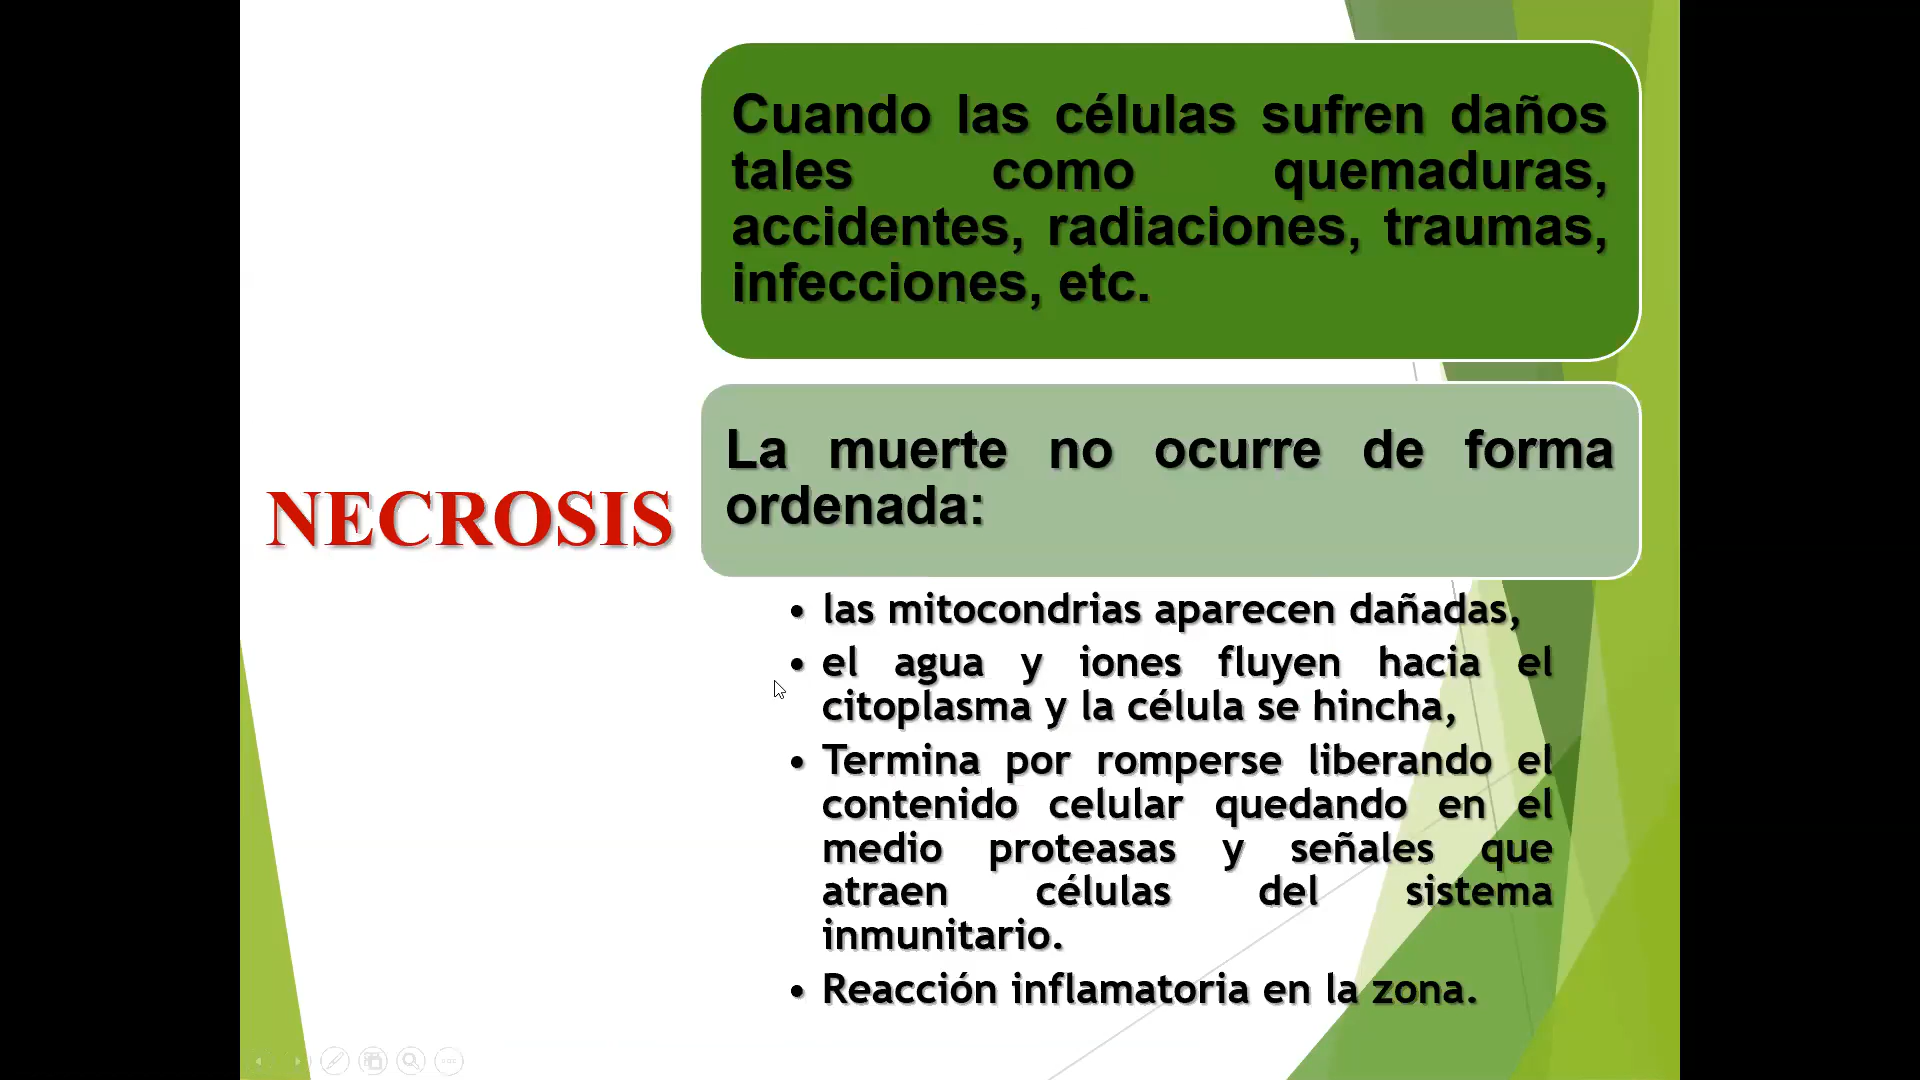 Cuando las células sufren daños
tales como quemaduras,
accidentes, radiaciones, traumas,
infecciones, etc.
La muerte no ocurre de forma
ordenada:
NECROSIS
• las mitocondrias aparecen dañadas,
• el agua y iones fluyen hacia el
citoplasma y la célula se hincha,
• Termina por romperse liberando el
contenido celular quedando en el
medio proteasas y señales que
atraen células del sistema
inmunitario.
• Reacción inflamatoria en la zona.